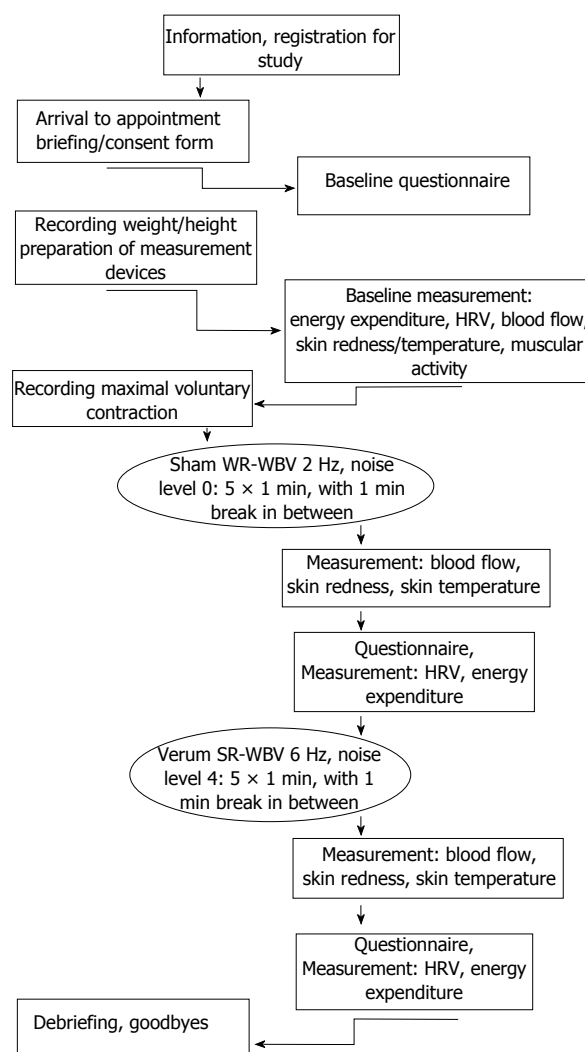 Information, registration for
study
Arrival to appointment
briefing/consent form
Baseline questionnaire
Recording weight/height
preparation of measurement
devices
Baseline measurement:
energy expenditure, HRV, blood flow,
skin redness/temperature, muscular
activity
Recording maximal voluntary
contraction
Sham WR-WBV 2 Hz, noise
level 0: 5 × 1 min, with 1 min
break in between
Measurement: blood flow,
skin redness, skin temperature
Questionnaire,
Measurement: HRV, energy
expenditure
Verum SR-WBV 6 Hz, noise
level 4: 5 × 1 min, with 1
min break in between
Measurement: blood flow,
skin redness, skin temperature
Questionnaire,
Measurement: HRV, energy
expenditure
Debriefing, goodbyes